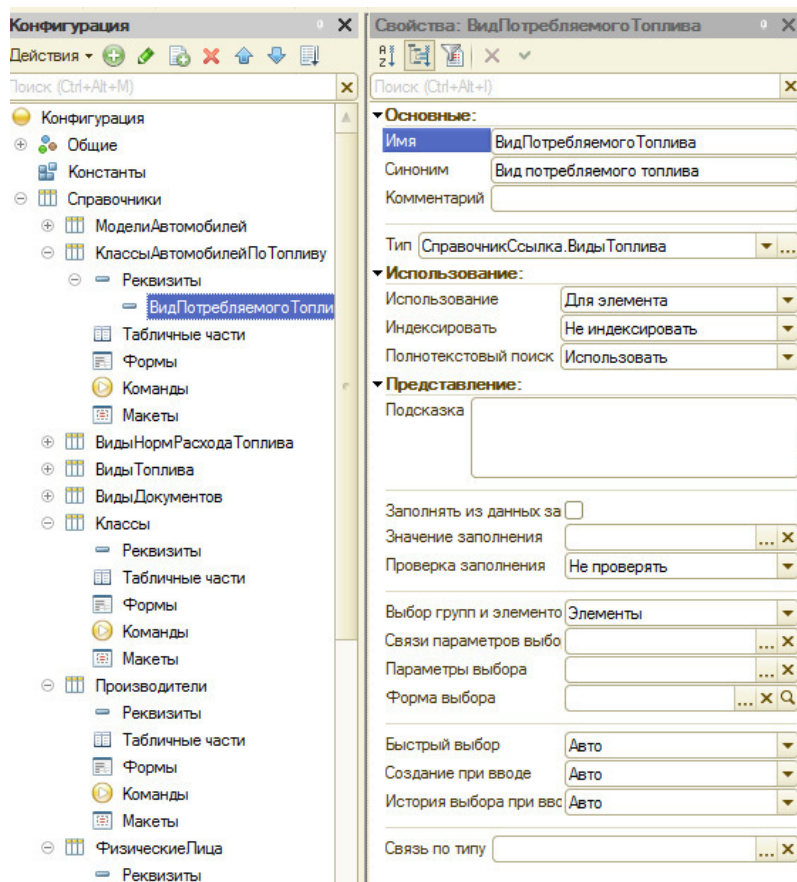 Конфигурация
Действия
Поиск (Ctrl+Alt+M)
Конфигурация
Общие
Константы
Справочники
МоделиАвтомобилей
КлассыАвтомобилейПоТопливу
Реквизиты
ВидПотребляемогоТопли
Табличные части
Формы
Команды
Макеты
ВидыНормРасходаТоплива
ВидыТоплива
ВидыДокументов
Классы
Реквизиты
Табличные части
Формы
Команды
Макеты
Производители
Реквизиты
Табличные части
Формы
Команды
Макеты
ФизическиеЛица
Реквизиты
Свойства: ВидПотребляемогоТоплива
Поиск (Ctrl+Alt+I)
Основные:
Имя ВидПотребляемогоТоплива
Синоним Вид потребляемого топлива
Комментарий
Тип СправочникСсылка.ВидыТоплива
Использование:
Использование Для элемента
Индексировать Не индексировать
Полнотекстовый поиск Использовать
Представление:
Подсказка
Заполнять из данных за
Значение заполнения
Проверка заполнения Не проверять
Выбор групп и элементо Элементы
Связи параметров выбо
Параметры выбора
Форма выбора
Быстрый выбор Авто
Создание при вводе Авто
История выбора при ввс Авто
Связь по типу